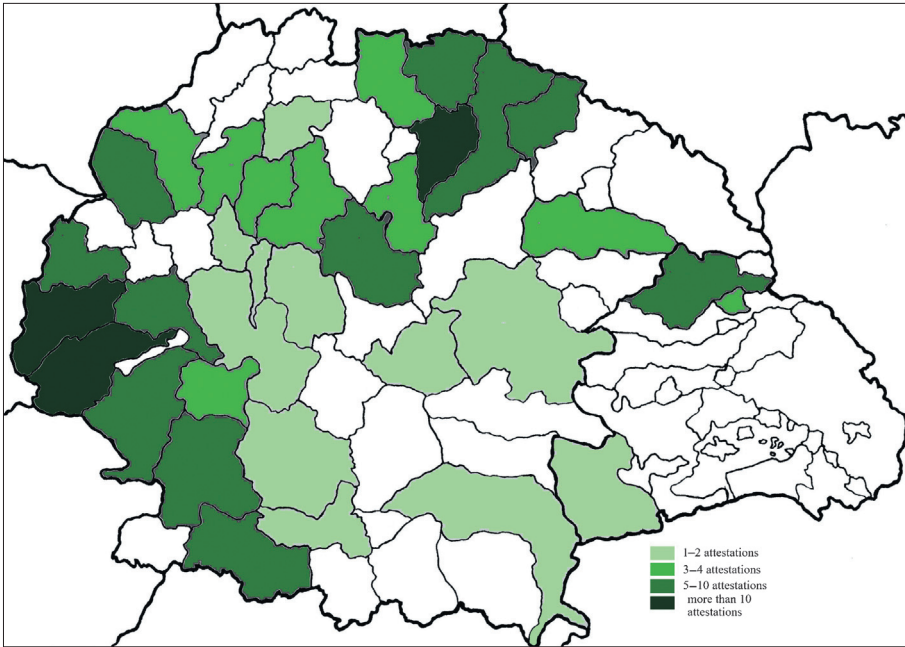 1–2 attestations
3–4 attestations
5–10 attestations
more than 10
attestations